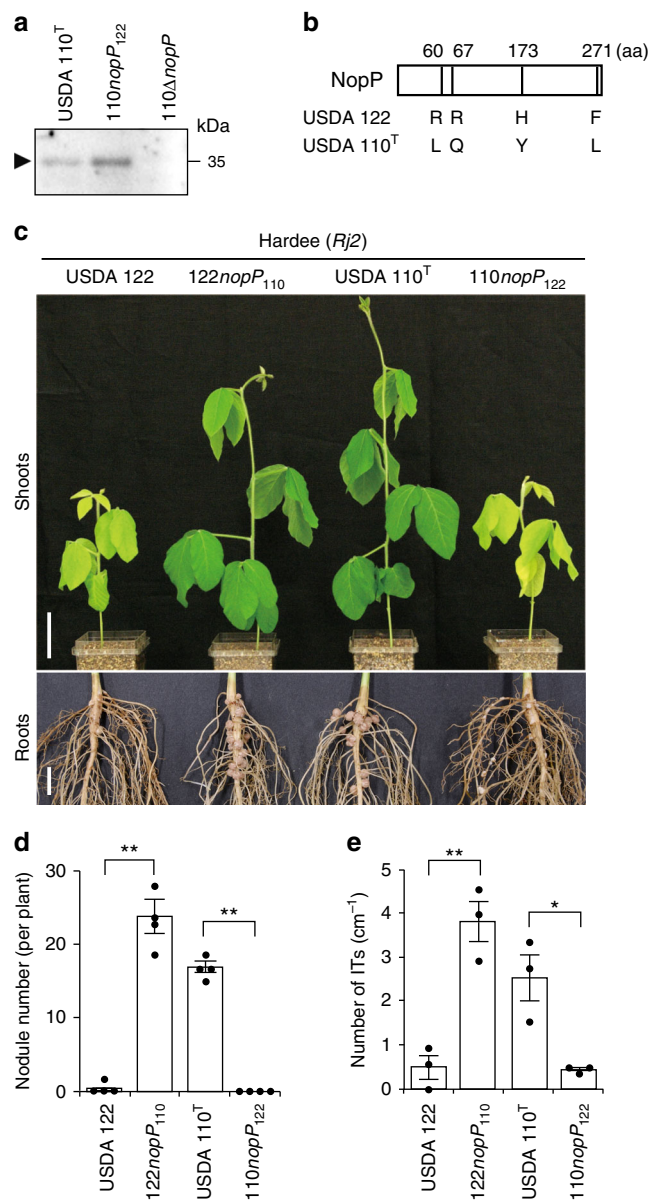 a
USDA 110T
110nopP122
110ΔnopP
kDa
35
b
60 67 173 271 (aa)
NopP
USDA 122 R R H F
USDA 110T L Q Y L
c
Hardee (Rj2)
USDA 122 122nopP110 USDA 110T 110nopP122
Shoots
Roots
d
Nodule number (per plant)
30
20
10
0
**
**
USDA 122
122nopP110
USDA 110T
110nopP122
e
Number of ITs (cm−1)
5
4
3
2
1
0
**
*
USDA 122
122nopP110
USDA 110T
110nopP122